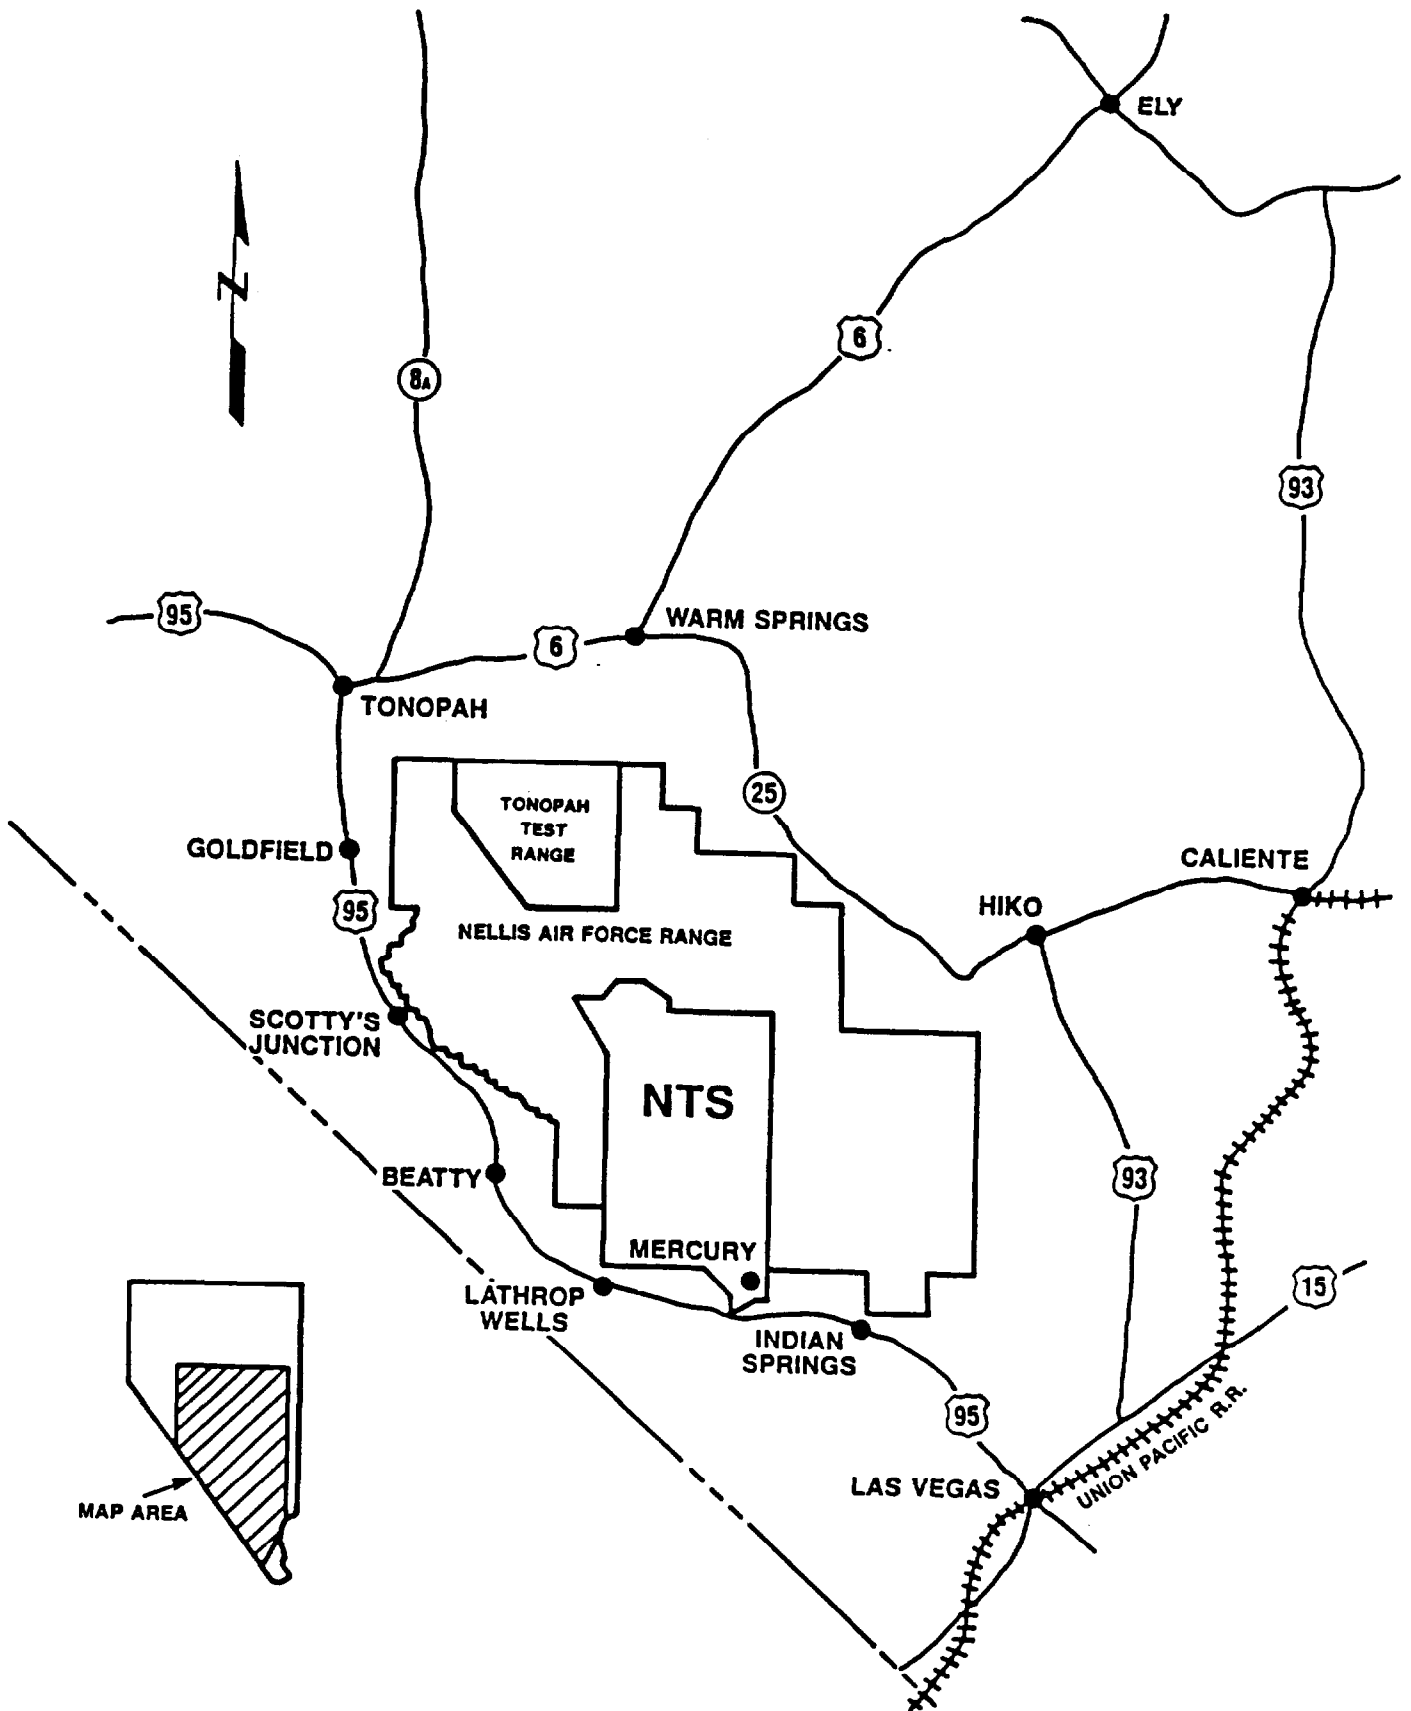 ELY
N
6
8A
93
95
WARM SPRINGS
6
TONOPAH
25
TONOPAH
TEST
RANGE
GOLDFIELD
CALIENTE
95
HIKO
NELLIS AIR FORCE RANGE
SCOTTY'S
JUNCTION
NTS
BEATTY
93
MERCURY
LATHROP
WELLS
15
INDIAN
SPRINGS
95
UNION PACIFIC R.R.
LAS VEGAS
MAP AREA